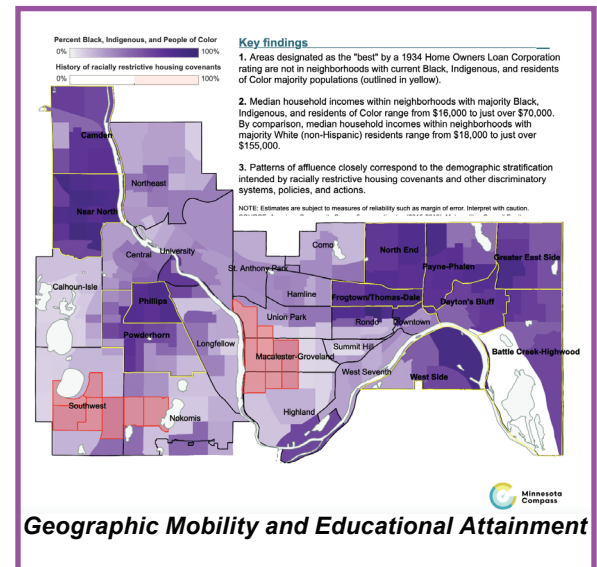 Percent Black, Indigenous, and People of Color
0% 100%
History of racially restrictive housing covenants
0% 100%
Key findings
1. Areas designated as the "best" by a 1934 Home Owners Loan Corporation
rating are not in neighborhoods with current Black, Indigenous, and residents
of Color majority populations (outlined in yellow).
2. Median household incomes within neighborhoods with majority Black,
Indigenous, and residents of Color range from $16,000 to just over $70,000.
By comparison, median household incomes within neighborhoods with
majority White (non-Hispanic) residents range from $18,000 to just over
$155,000.
3. Patterns of affluence closely correspond to the demographic stratification
intended by racially restrictive housing covenants and other discriminatory
systems, policies, and actions.
NOTE: Estimates are subject to measures of reliability such as margin of error. Interpret with caution.
Camden
Northeast
Near North
Central
University
Como
North End
Payne-Phalen
Greater East Side
St. Anthony Park
Calhoun-Isle
Phillips
Hamline
Frogtown/Thomas-Dale
Dayton's Bluff
Union Park
Rondo
Downtown
Powderhorn
Longfellow
Macalester-Groveland
Summit Hill
Battle Creek-Highwood
West Seventh
West Side
Southwest
Nokomis
Highland
Minnesota
Compass
Geographic Mobility and Educational Attainment